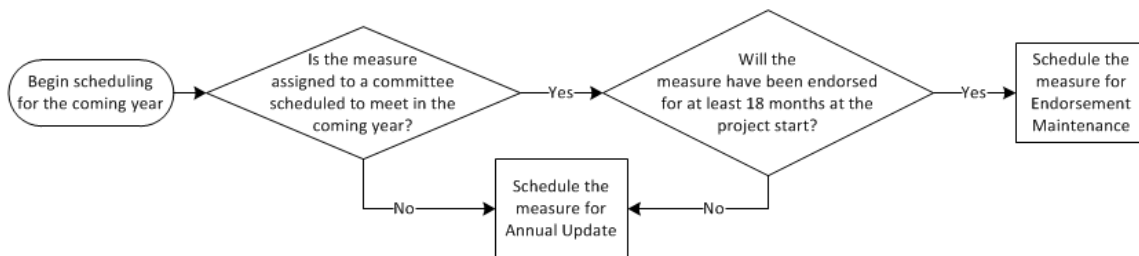 Begin scheduling
for the coming year
Is the measure
assigned to a committee
scheduled to meet in the
coming year?
Yes
Will the
measure have been endorsed
for at least 18 months at the
project start?
Yes
Schedule the
measure for
Endorsement
Maintenance
No
Schedule the
measure for
Annual Update
No